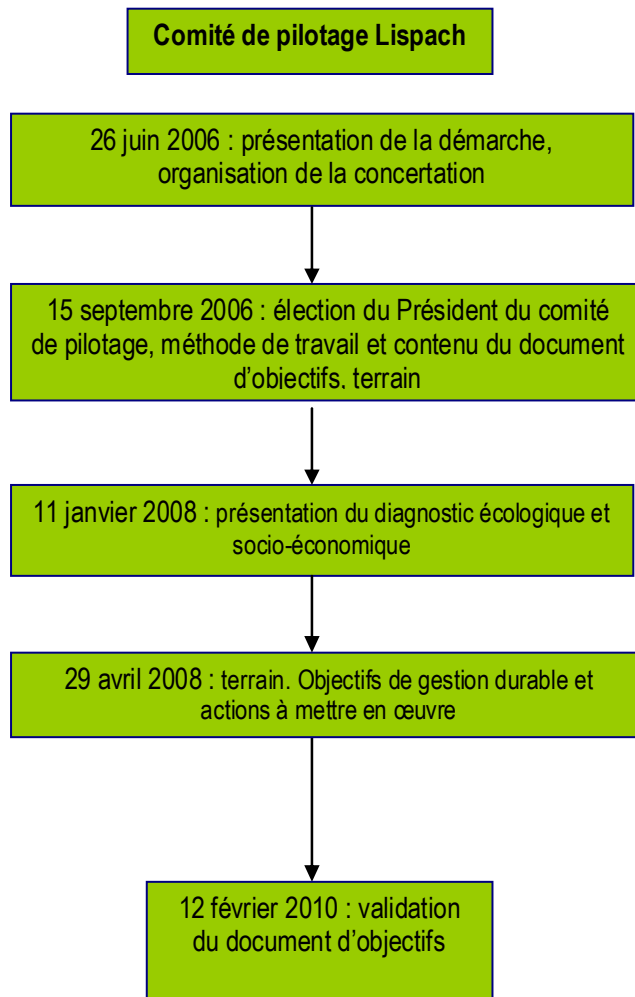 Comité de pilotage Lispach
26 juin 2006 : présentation de la démarche,
organisation de la concertation
15 septembre 2006 : élection du Président du comité
de pilotage, méthode de travail et contenu du document
d’objectifs, terrain
11 janvier 2008 : présentation du diagnostic écologique et
socio-économique
29 avril 2008 : terrain. Objectifs de gestion durable et
actions à mettre en œuvre
12 février 2010 : validation
du document d’objectifs